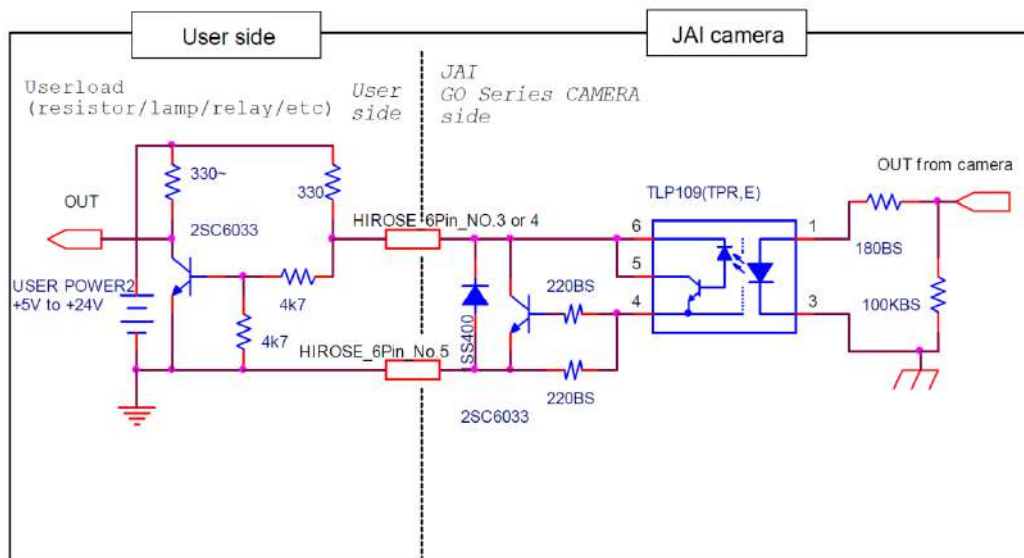 User side
JAI camera
Userload
(resistor/lamp/relay/etc)
User
side
JAI
GO Series CAMERA
side
330~
330
OUT
2SC6033
USER POWER2
+5V to +24V
4k7
4k7
HIROSE_6Pin_NO.3 or 4
HIROSE_6Pin_No.5
1SS400
220BS
220BS
2SC6033
TLP109(TPR,E)
6
5
4
1
3
OUT from camera
180BS
100KBS